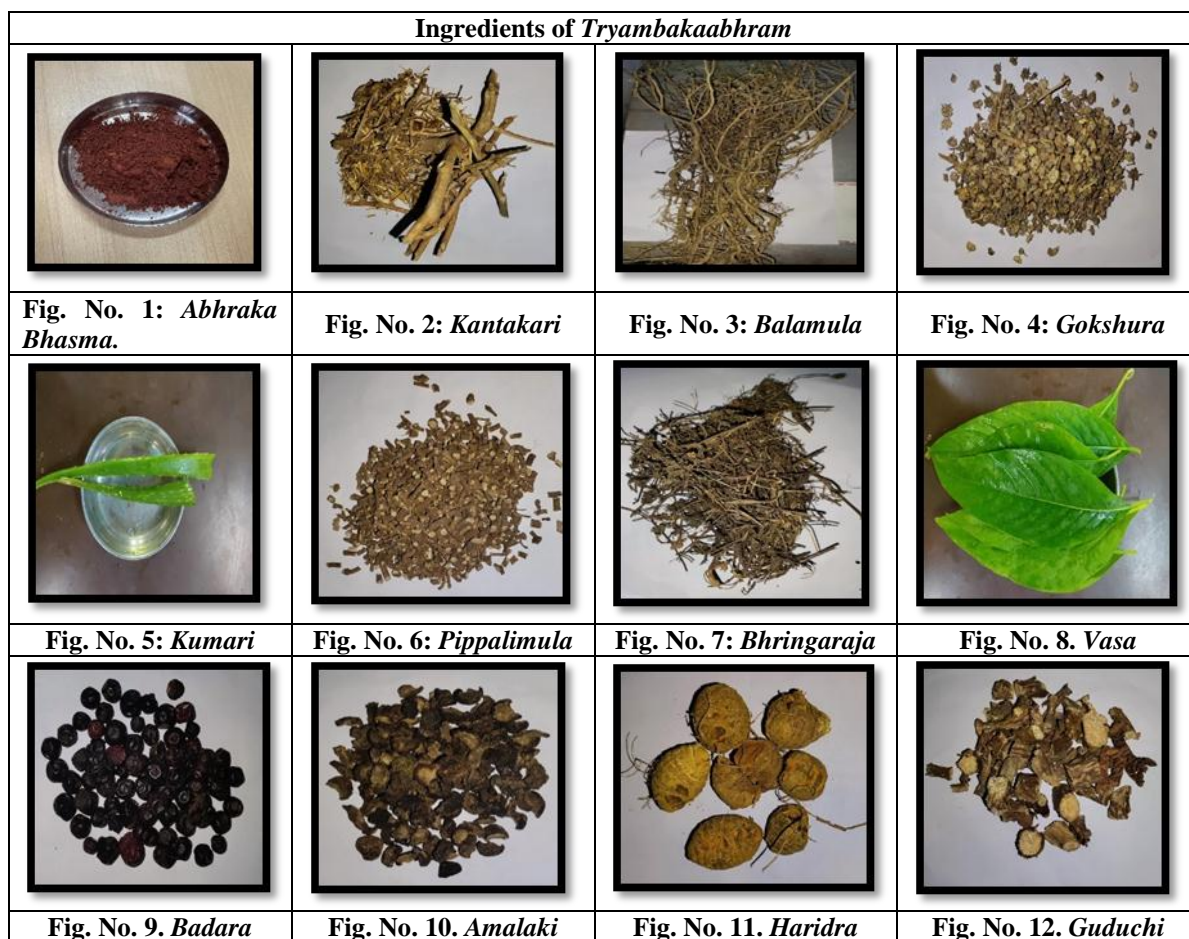 Ingredients of Tryambakaabhram
Fig. No. 1: Abhraka
Bhasma.
Fig. No. 2: Kantakari
Fig. No. 3: Balamula
Fig. No. 4: Gokshura
Fig. No. 5: Kumari
Fig. No. 6: Pippalimula
Fig. No. 7: Bhringaraja
Fig. No. 8. Vasa
Fig. No. 9. Badara
Fig. No. 10. Amalaki
Fig. No. 11. Haridra
Fig. No. 12. Guduchi